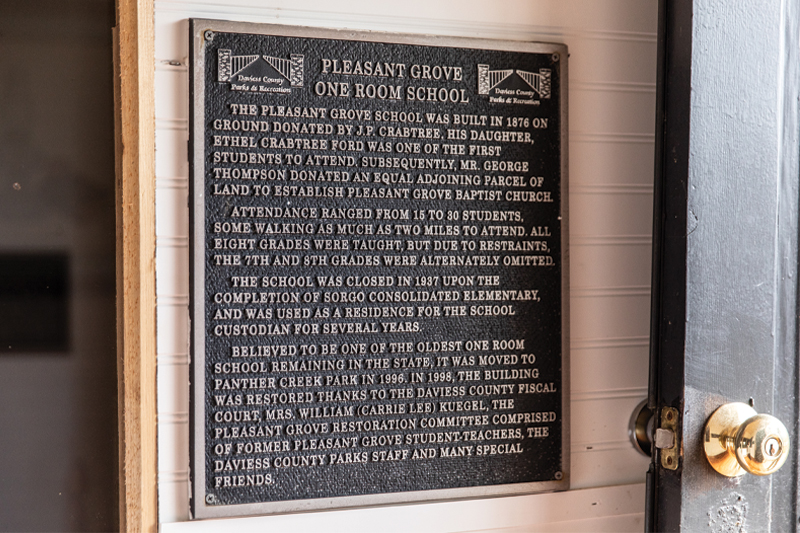 Daviess County
Parks & Recreation
PLEASANT GROVE
ONE ROOM SCHOOL
Daviess County
Parks & Recreation
THE PLEASANT GROVE SCHOOL WAS BUILT IN 1876 ON
GROUND DONATED BY J.P. CRABTREE, HIS DAUGHTER,
ETHEL CRABTREE FORD WAS ONE OF THE FIRST
STUDENTS TO ATTEND. SUBSEQUENTLY, MR. GEORGE
THOMPSON DONATED AN EQUAL ADJOINING PARCEL OF
LAND TO ESTABLISH PLEASANT GROVE BAPTIST CHURCH.
ATTENDANCE RANGED FROM 15 TO 30 STUDENTS,
SOME WALKING AS MUCH AS TWO MILES TO ATTEND. ALL
EIGHT GRADES WERE TAUGHT, BUT DUE TO RESTRAINTS,
THE 7TH AND 8TH GRADES WERE ALTERNATELY OMITTED.
THE SCHOOL WAS CLOSED IN 1937 UPON THE
COMPLETION OF SORGO CONSOLIDATED ELEMENTARY,
AND WAS USED AS A RESIDENCE FOR THE SCHOOL
CUSTODIAN FOR SEVERAL YEARS.
BELIEVED TO BE ONE OF THE OLDEST ONE ROOM
SCHOOL REMAINING IN THE STATE, IT WAS MOVED TO
PANTHER CREEK PARK IN 1996. IN 1998, THE BUILDING
WAS RESTORED THANKS TO THE DAVIESS COUNTY FISCAL
COURT, MRS. WILLIAM (CARRIE LEE) KUEGEL, THE
PLEASANT GROVE RESTORATION COMMITTEE COMPRISED
OF FORMER PLEASANT GROVE STUDENT-TEACHERS, THE
DAVIESS COUNTY PARKS STAFF AND MANY SPECIAL
FRIENDS.